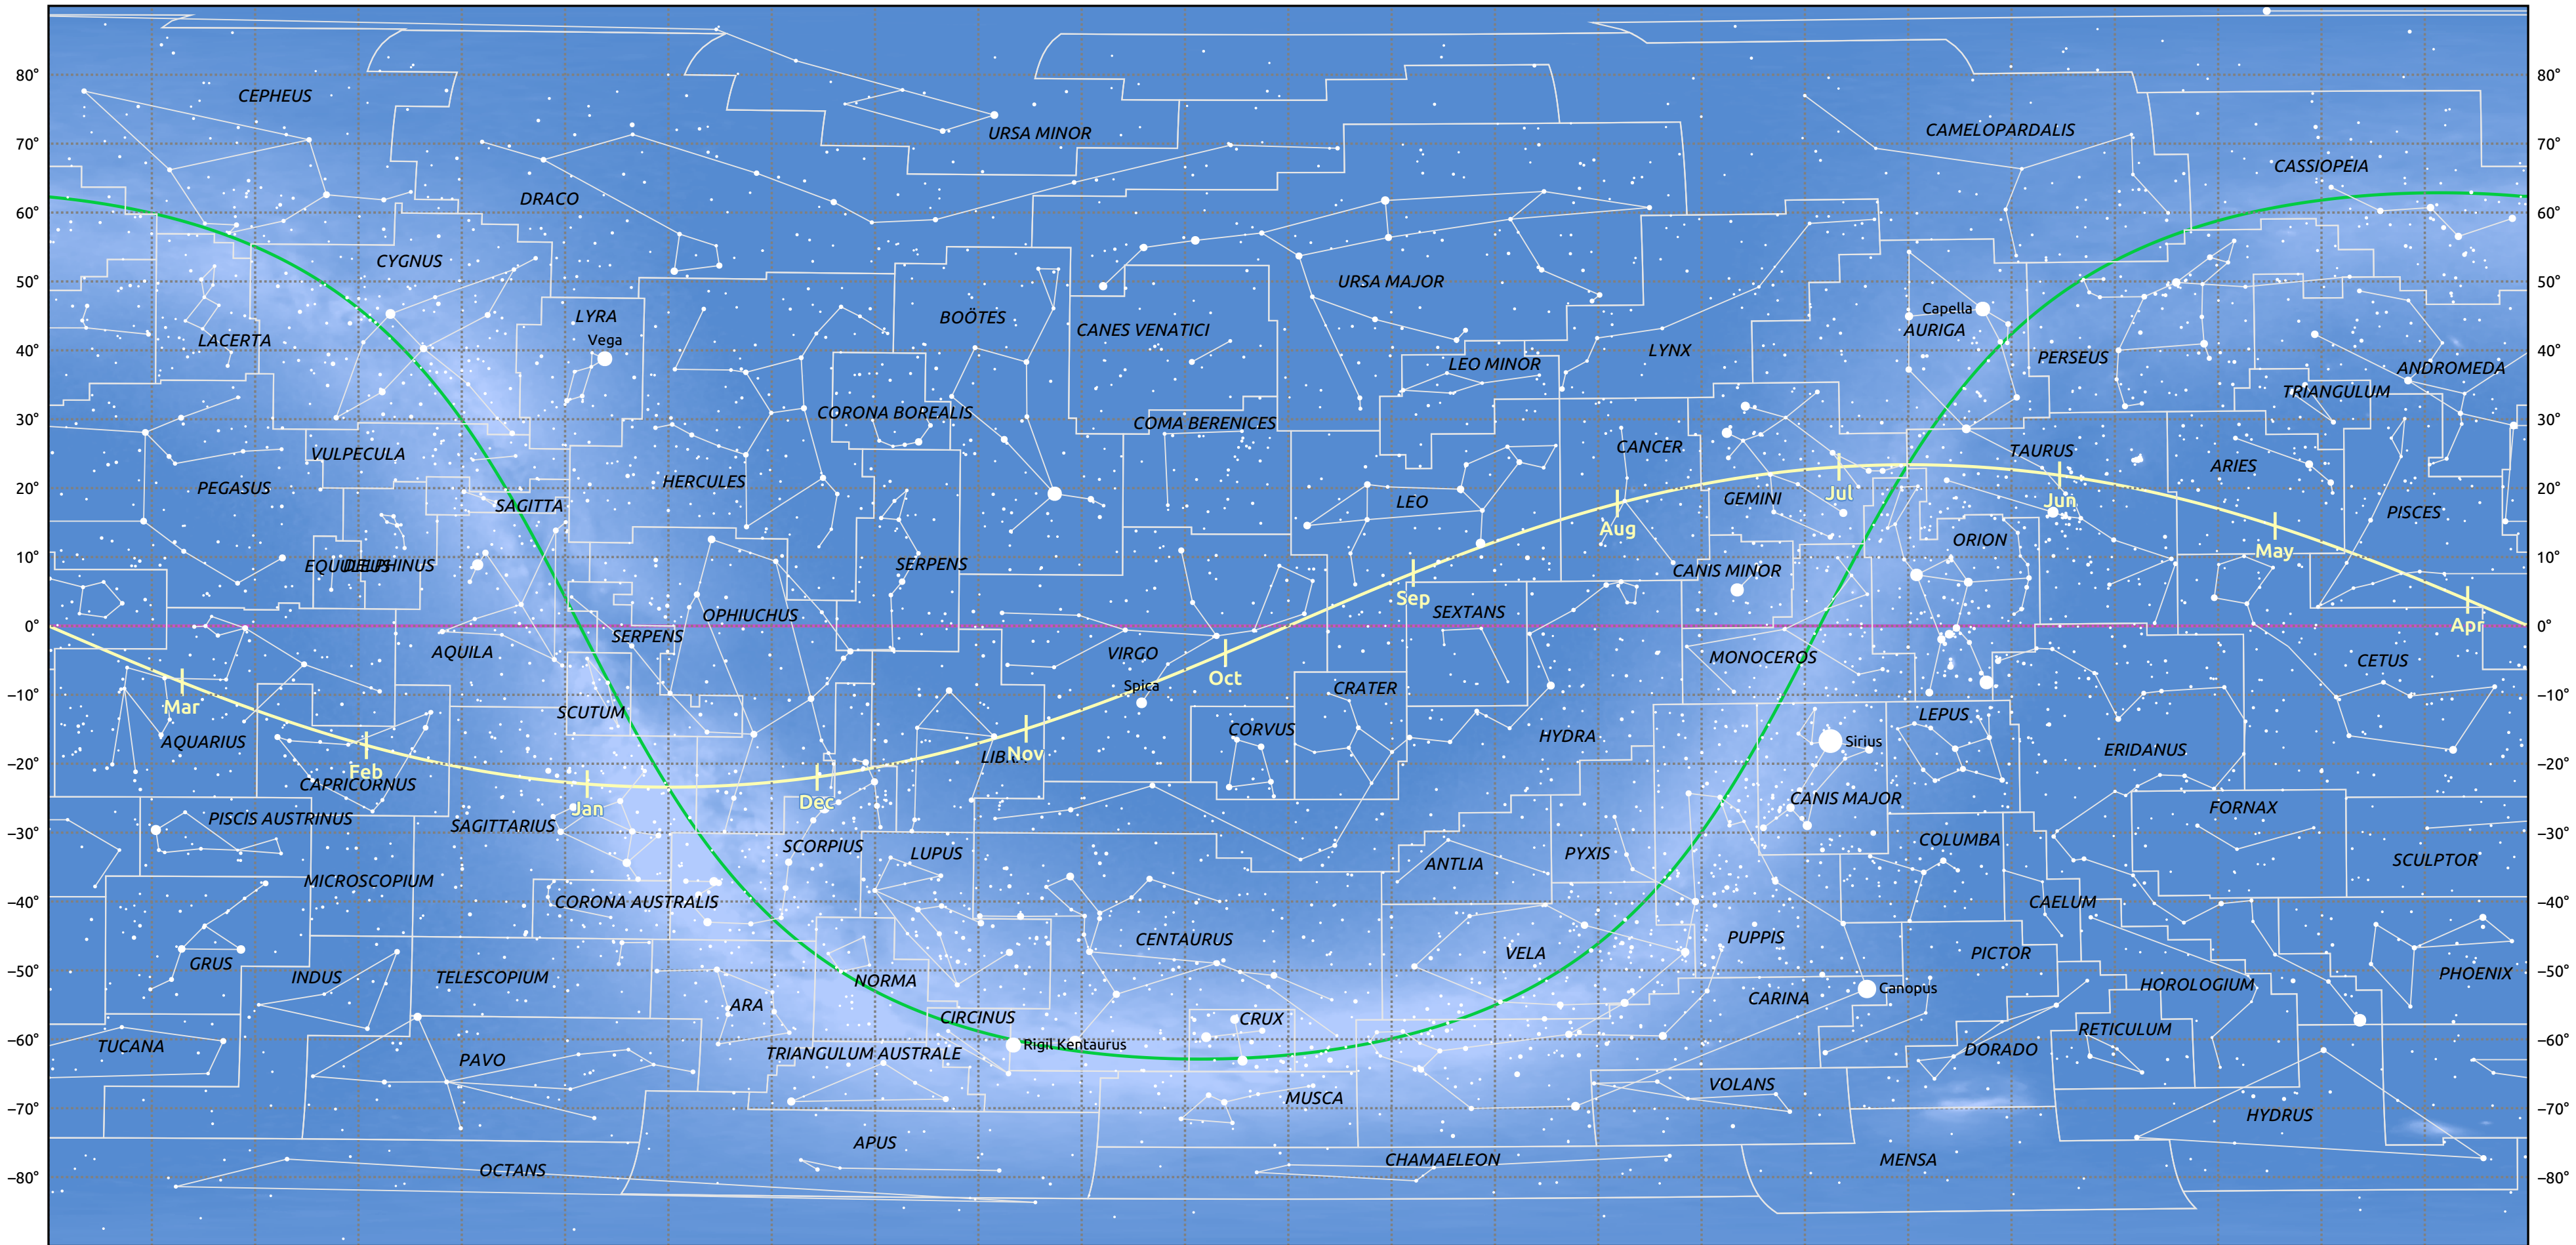 80° 80°
CEPHEUS
URSA MINOR
CAMELOPARDALIS
70° 70°
CASSIOPEIA
DRACO
60° 60°
CYGNUS
50° URSA MAJOR 50°
LYRA
BOÖTES
CANES VENATICI
Capella
AURIGA
Vega
LACERTA
40° LYNX 40°
PERSEUS
LEO MINOR
ANDROMEDA
TRIANGULUM
CORONA BOREALIS
COMA BERENICES
30° 30°
CANCER
TAURUS
VULPECULA
ARIES
HERCULES
20° PEGASUS 20°
LEO
GEMINI
Jul
Jun
SAGITTA
PISCES
Aug
ORION
May
10° 10°
EQUULEUS
DELPHINUS
SERPENS
CANIS MINOR
Sep
OPHIUCHUS
SEXTANS
0° Apr 0°
SERPENS
AQUILA
VIRGO
MONOCEROS
CETUS
Oct
Spica
CRATER
−10° −10°
Mar
SCUTUM
LEPUS
CORVUS
HYDRA
AQUARIUS
Sirius
ERIDANUS
Nov
−20° Feb −20°
CAPRICORNUS
Dec
CANIS MAJOR
Jan
FORNAX
PISCIS AUSTRINUS
SAGITTARIUS
−30° −30°
COLUMBA
SCORPIUS
LUPUS
PYXIS
ANTLIA
SCULPTOR
MICROSCOPIUM
−40° CORONA AUSTRALIS CAELUM −40°
CENTAURUS
PUPPIS
VELA
PICTOR
GRUS
−50° −50°
INDUS
TELESCOPIUM
PHOENIX
NORMA
HOROLOGIUM
Canopus
CARINA
ARA
CIRCINUS
CRUX
RETICULUM
−60° −60°
TUCANA
Rigil Kentaurus
DORADO
TRIANGULUM AUSTRALE
PAVO
VOLANS
MUSCA
−70° −70°
HYDRUS
APUS
CHAMAELEON
MENSA
OCTANS
−80° −80°